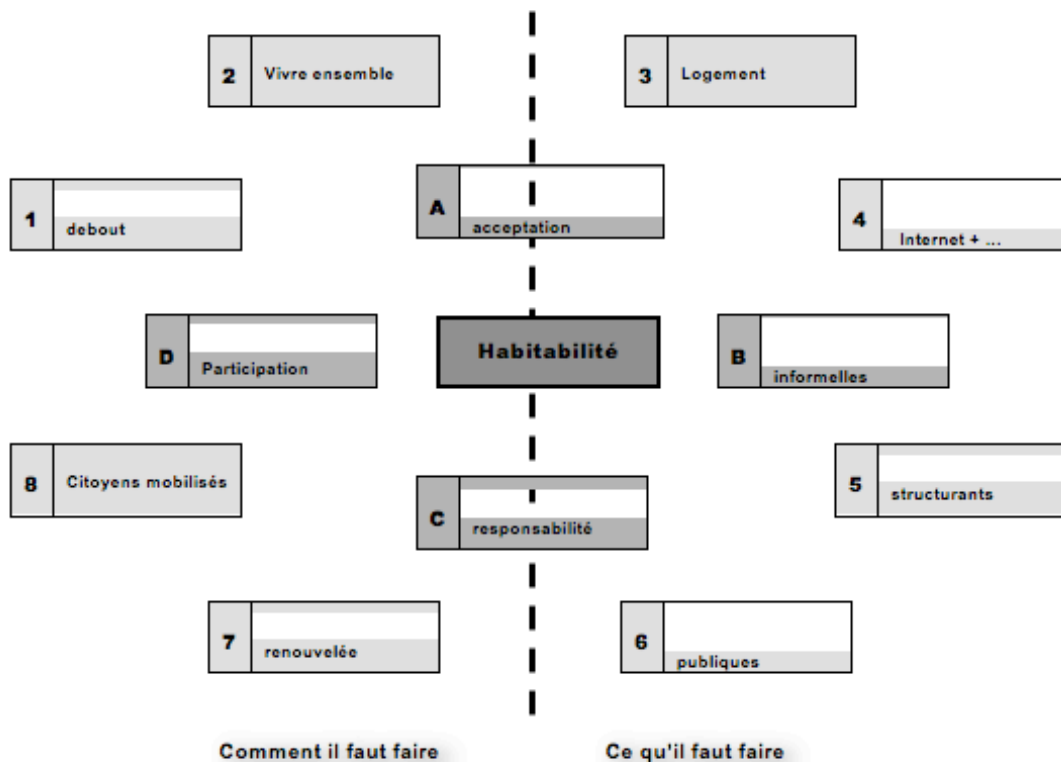 2 Vivre ensemble
3 Logement
1 debout
A acceptation
4 Internet + ...
D Participation
Habitabilité
B informelles
8 Citoyens mobilisés
C responsabilité
5 structurants
7 renouvelée
6 publiques
Comment il faut faire
Ce qu'il faut faire